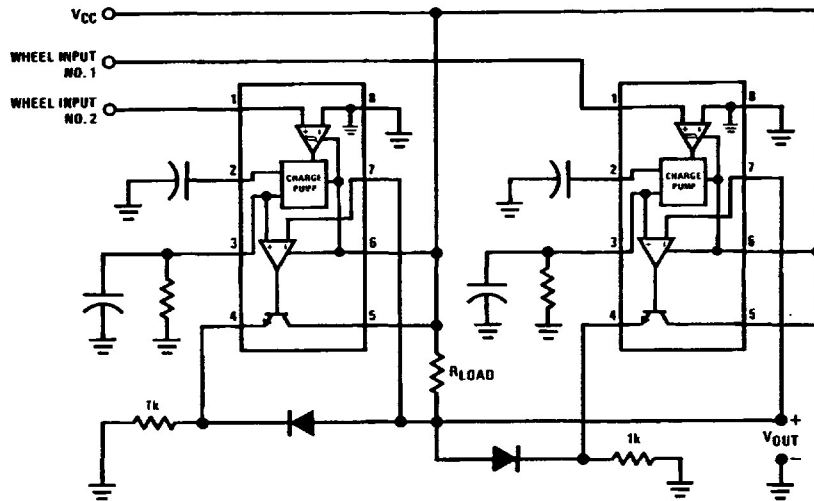 VCC
WHEEL INPUT
NO. 1
WHEEL INPUT
NO. 2
1
8
2
CHARGE
PUMP
7
3
6
4
5
1
8
2
CHARGE
PUMP
7
3
6
4
5
RLOAD
1k
1k
+
VOUT
-